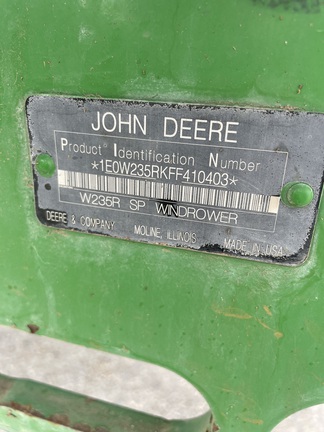 JOHN DEERE
Product Identification Number
*1E0W235RKFF410403*
W235R SP WINDROWER
DEERE & COMPANY MOLINE, ILLINOIS MADE IN USA